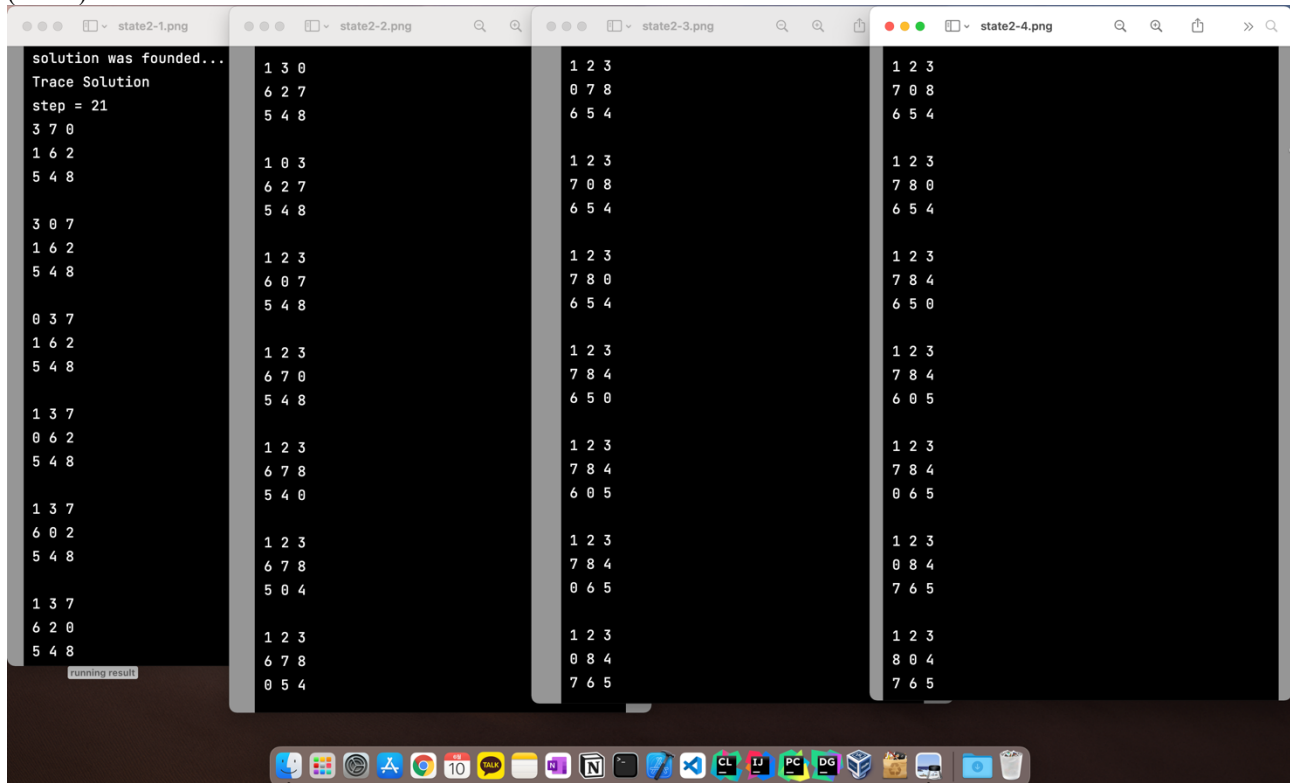 state2-1.png
solution was founded...
Trace Solution
step = 21
3 7 0
1 6 2
5 4 8
3 0 7
1 6 2
5 4 8
0 3 7
1 6 2
5 4 8
1 3 7
0 6 2
5 4 8
1 3 7
6 0 2
5 4 8
1 3 7
6 2 0
5 4 8
running result
state2-2.png
1 3 0
6 2 7
5 4 8
1 0 3
6 2 7
5 4 8
1 2 3
6 0 7
5 4 8
1 2 3
6 7 0
5 4 8
1 2 3
6 7 8
5 4 0
1 2 3
6 7 8
5 0 4
1 2 3
6 7 8
0 5 4
state2-3.png
1 2 3
0 7 8
6 5 4
1 2 3
7 0 8
6 5 4
1 2 3
7 8 0
6 5 4
1 2 3
7 8 4
6 5 0
1 2 3
7 8 4
6 0 5
1 2 3
7 8 4
0 6 5
1 2 3
0 8 4
7 6 5
state2-4.png
1 2 3
7 0 8
6 5 4
1 2 3
7 8 0
6 5 4
1 2 3
7 8 4
6 5 0
1 2 3
7 8 4
6 0 5
1 2 3
7 8 4
0 6 5
1 2 3
0 8 4
7 6 5
1 2 3
8 0 4
7 6 5
10
TALK
N
N
CL
IJ
PC
DG